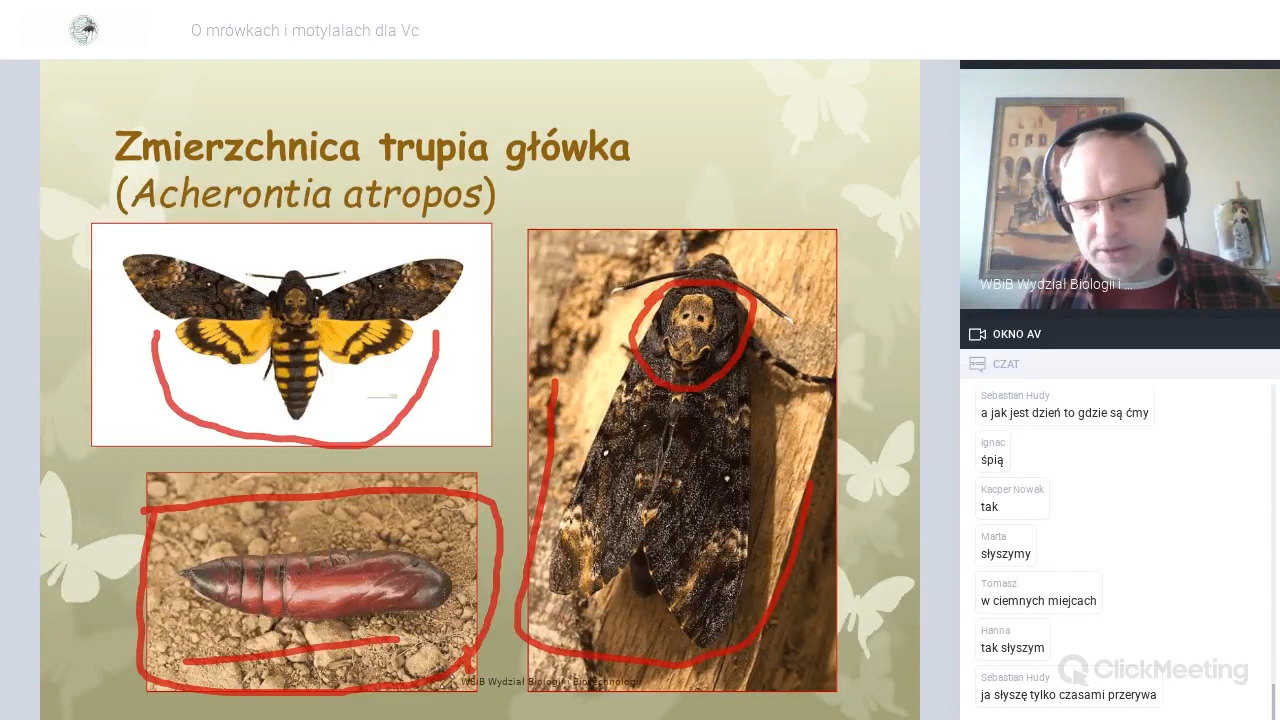 O mrówkach i motylalach dla Vc
Zmierzchnica trupia główka
(Acherontia atropos)
WBiB Wydział Biologii i Biotechnologii
WBiB Wydział Biologii i ...
OKNO AV
CZAT
Sebastian Hudy
a jak jest dzień to gdzie są ćmy
Ignac
śpią
Kacper Nowak
tak
Marta
słyszymy
Tomasz
w ciemnych miejcach
Hanna
tak słyszym
Sebastian Hudy
ja słyszę tylko czasami przerywa
ClickMeeting